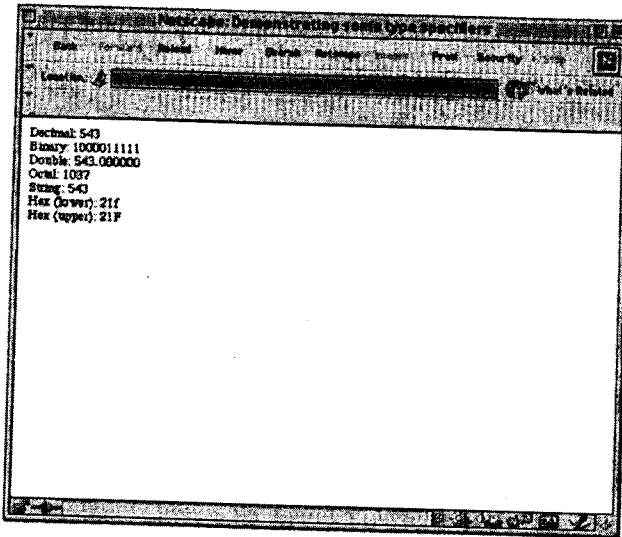 Netscape: Demonstrating some type specifiers
Back Forward Reload Home Search Netscape Print Security Stop
Location: What's Related
Decimal: 543
Binary: 1000011111
Double: 543.000000
Octal: 1037
String: 543
Hex (lower): 21f
Hex (upper): 21F